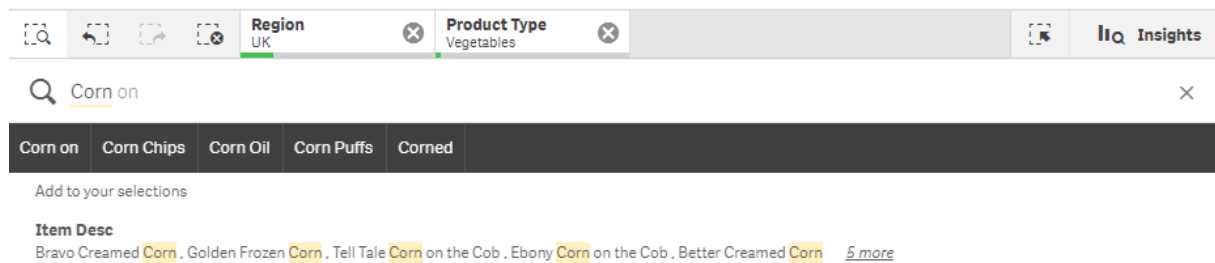 Region
UK
Product Type
Vegetables
Insights
Corn on
Corn on Corn Chips Corn Oil Corn Puffs Corned
Add to your selections
Item Desc
Bravo Creamed Corn , Golden Frozen Corn , Tell Tale Corn on the Cob , Ebony Corn on the Cob , Better Creamed Corn 5 more